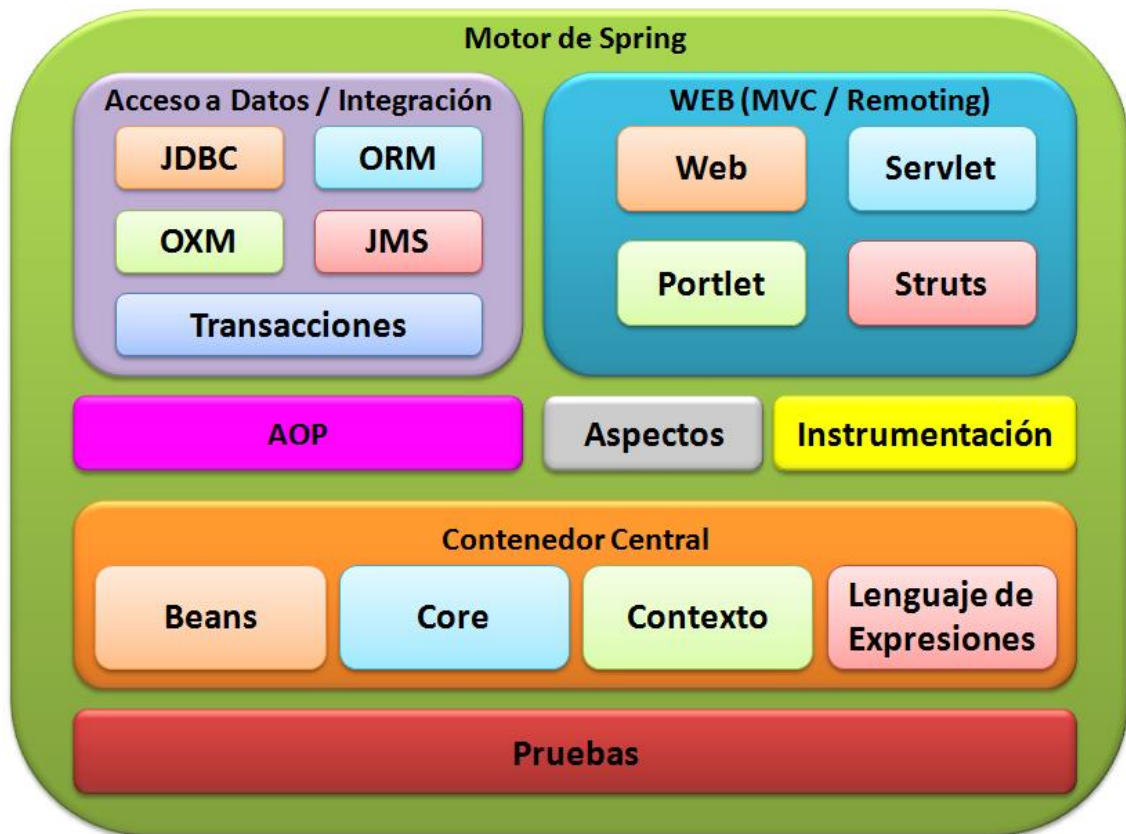 Motor de Spring
Acceso a Datos / Integración
JDBC
ORM
OXM
JMS
Transacciones
WEB (MVC / Remoting)
Web
Servlet
Portlet
Struts
AOP
Aspectos
Instrumentación
Contenedor Central
Beans
Core
Contexto
Lenguaje de
Expresiones
Pruebas